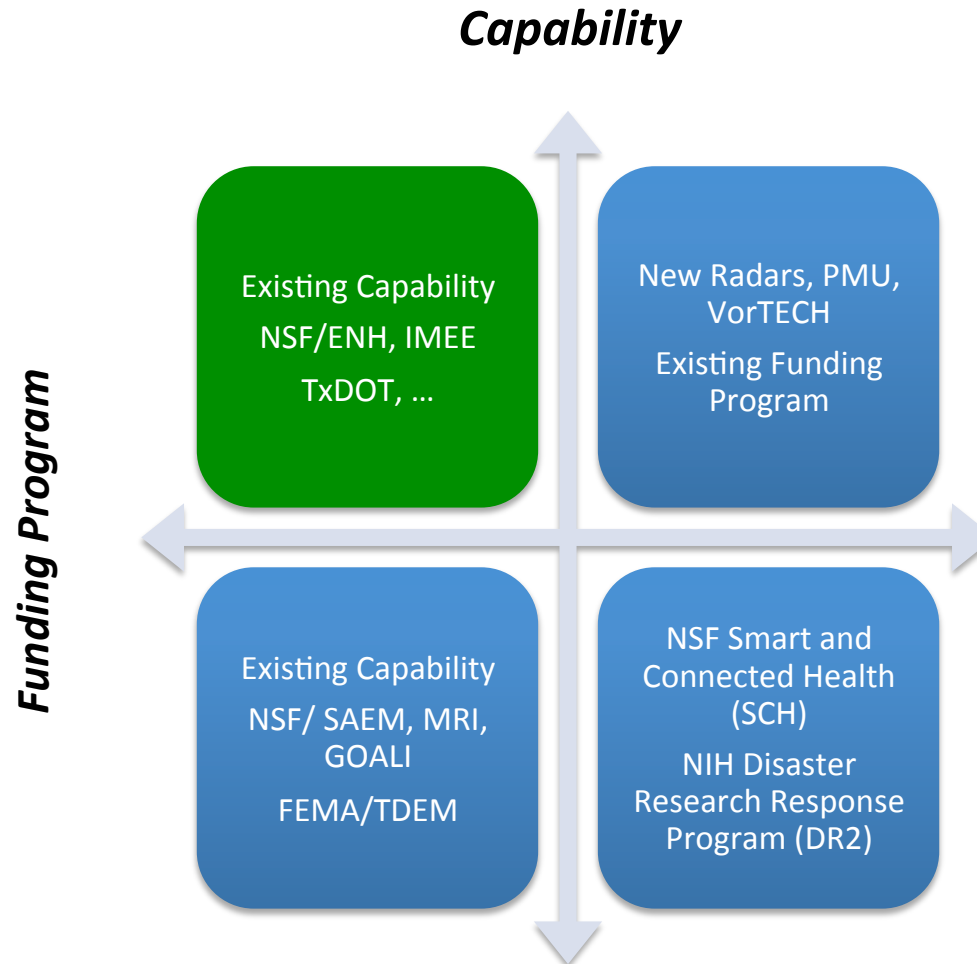 Capability
Funding Program
Existing Capability
NSF/ENH, IMEE
TxDOT, ...
New Radars, PMU,
VorTECH
Existing Funding
Program
Existing Capability
NSF/ SAEM, MRI,
GOALI
FEMA/TDEM
NSF Smart and
Connected Health
(SCH)
NIH Disaster
Research Response
Program (DR2)